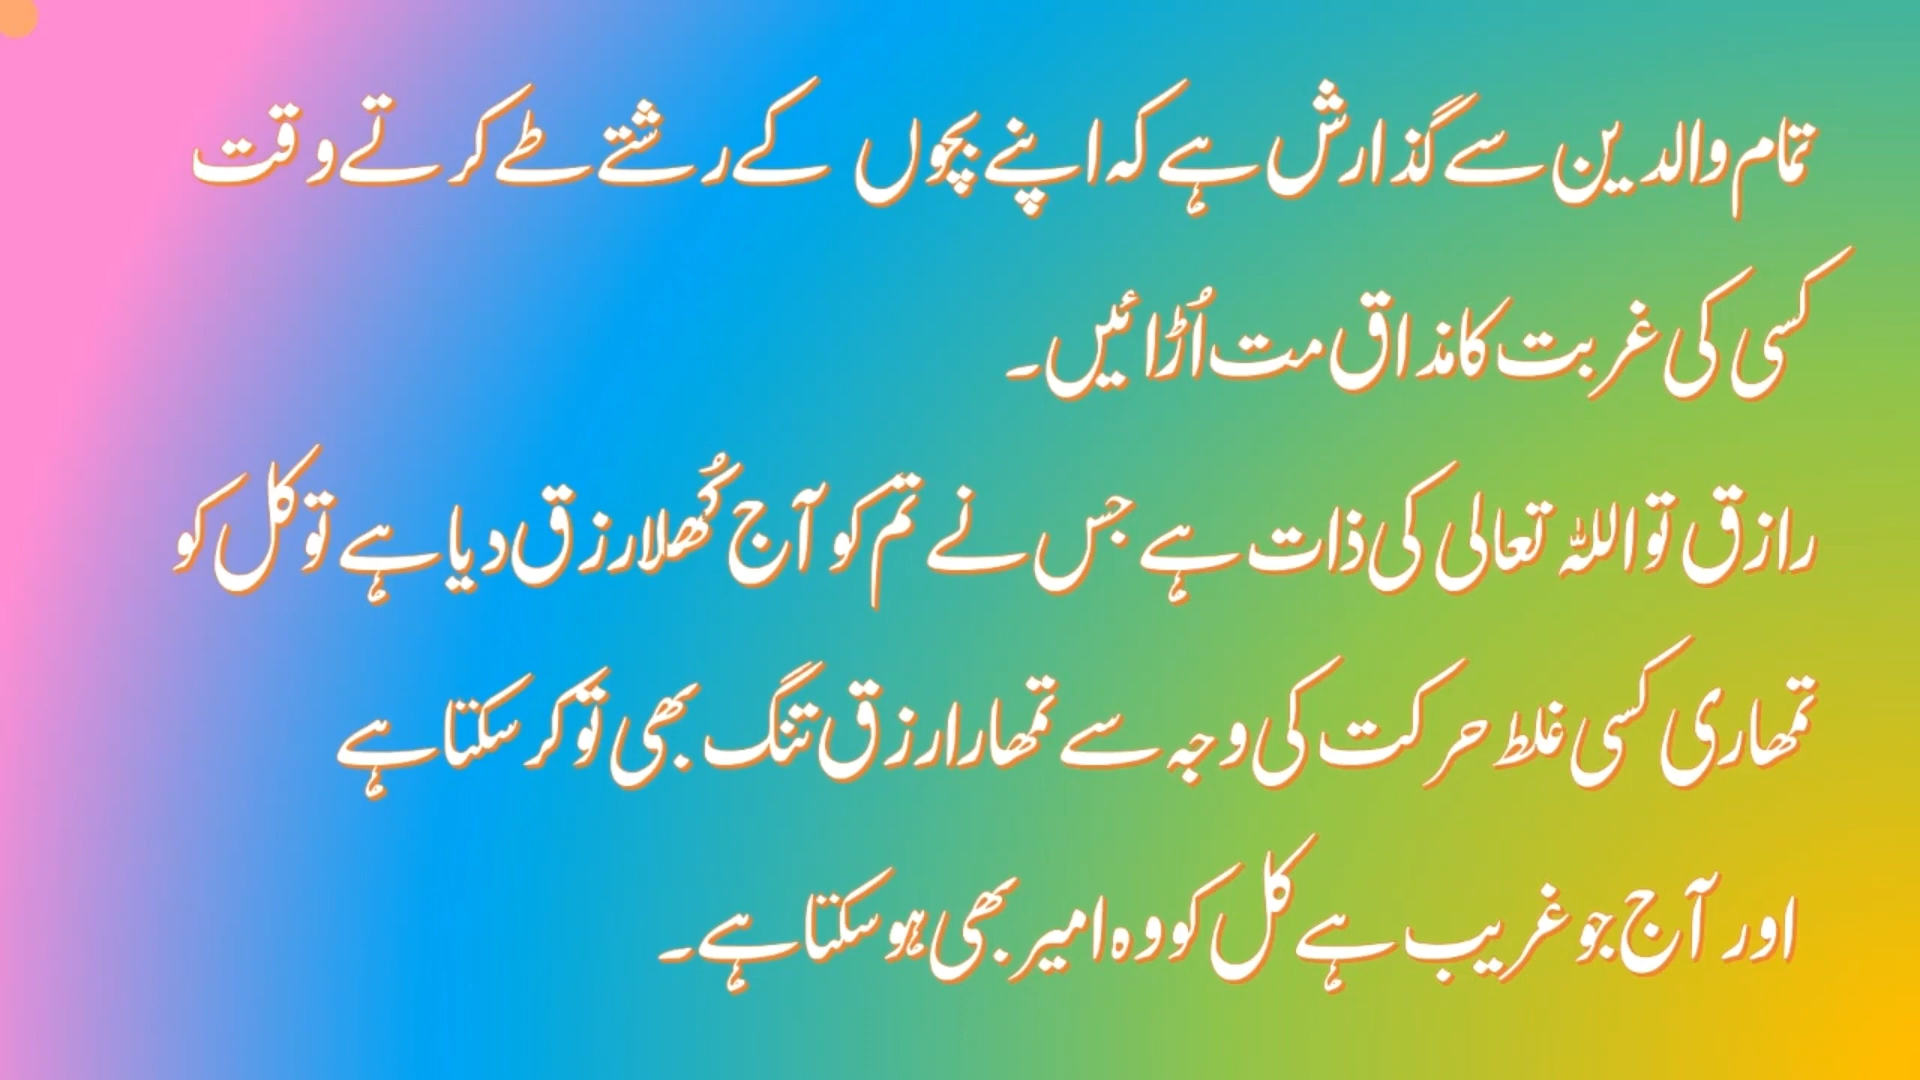 تمام والدین سے گذارش ہے کہ اپنے بچوں کے رشتے طے کرتے وقت
کسی کی غربت کا مذاق مت اُڑائیں۔
رازق تو اللہ تعالی کی ذات ہے جس نے تم کو آج کُھلا رزق دیا ہے تو کل کو
تمھاری کسی غلط حرکت کی وجہ سے تمھارا رزق تنگ بھی تو کر سکتا ہے
اور آج جو غریب ہے کل کو وہ امیر بھی ہو سکتا ہے۔